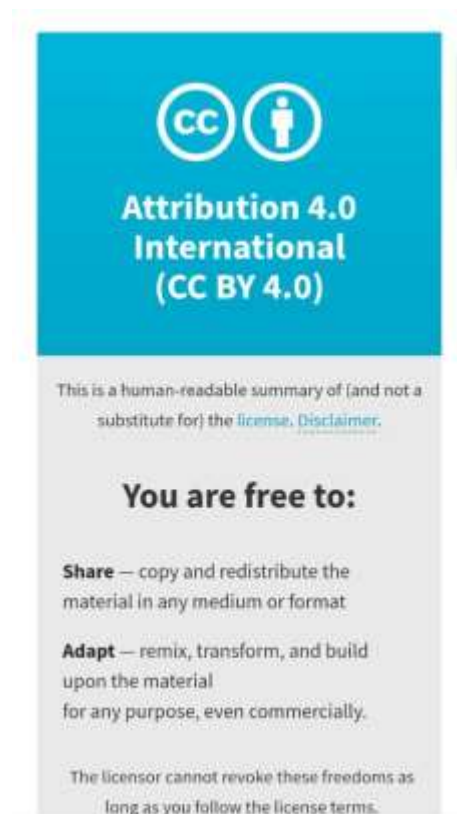 cc
Attribution 4.0
International
(CC BY 4.0)
This is a human-readable summary of (and not a
substitute for) the license. Disclaimer.
You are free to:
Share — copy and redistribute the
material in any medium or format
Adapt — remix, transform, and build
upon the material
for any purpose, even commercially.
The licensor cannot revoke these freedoms as
long as you follow the license terms.